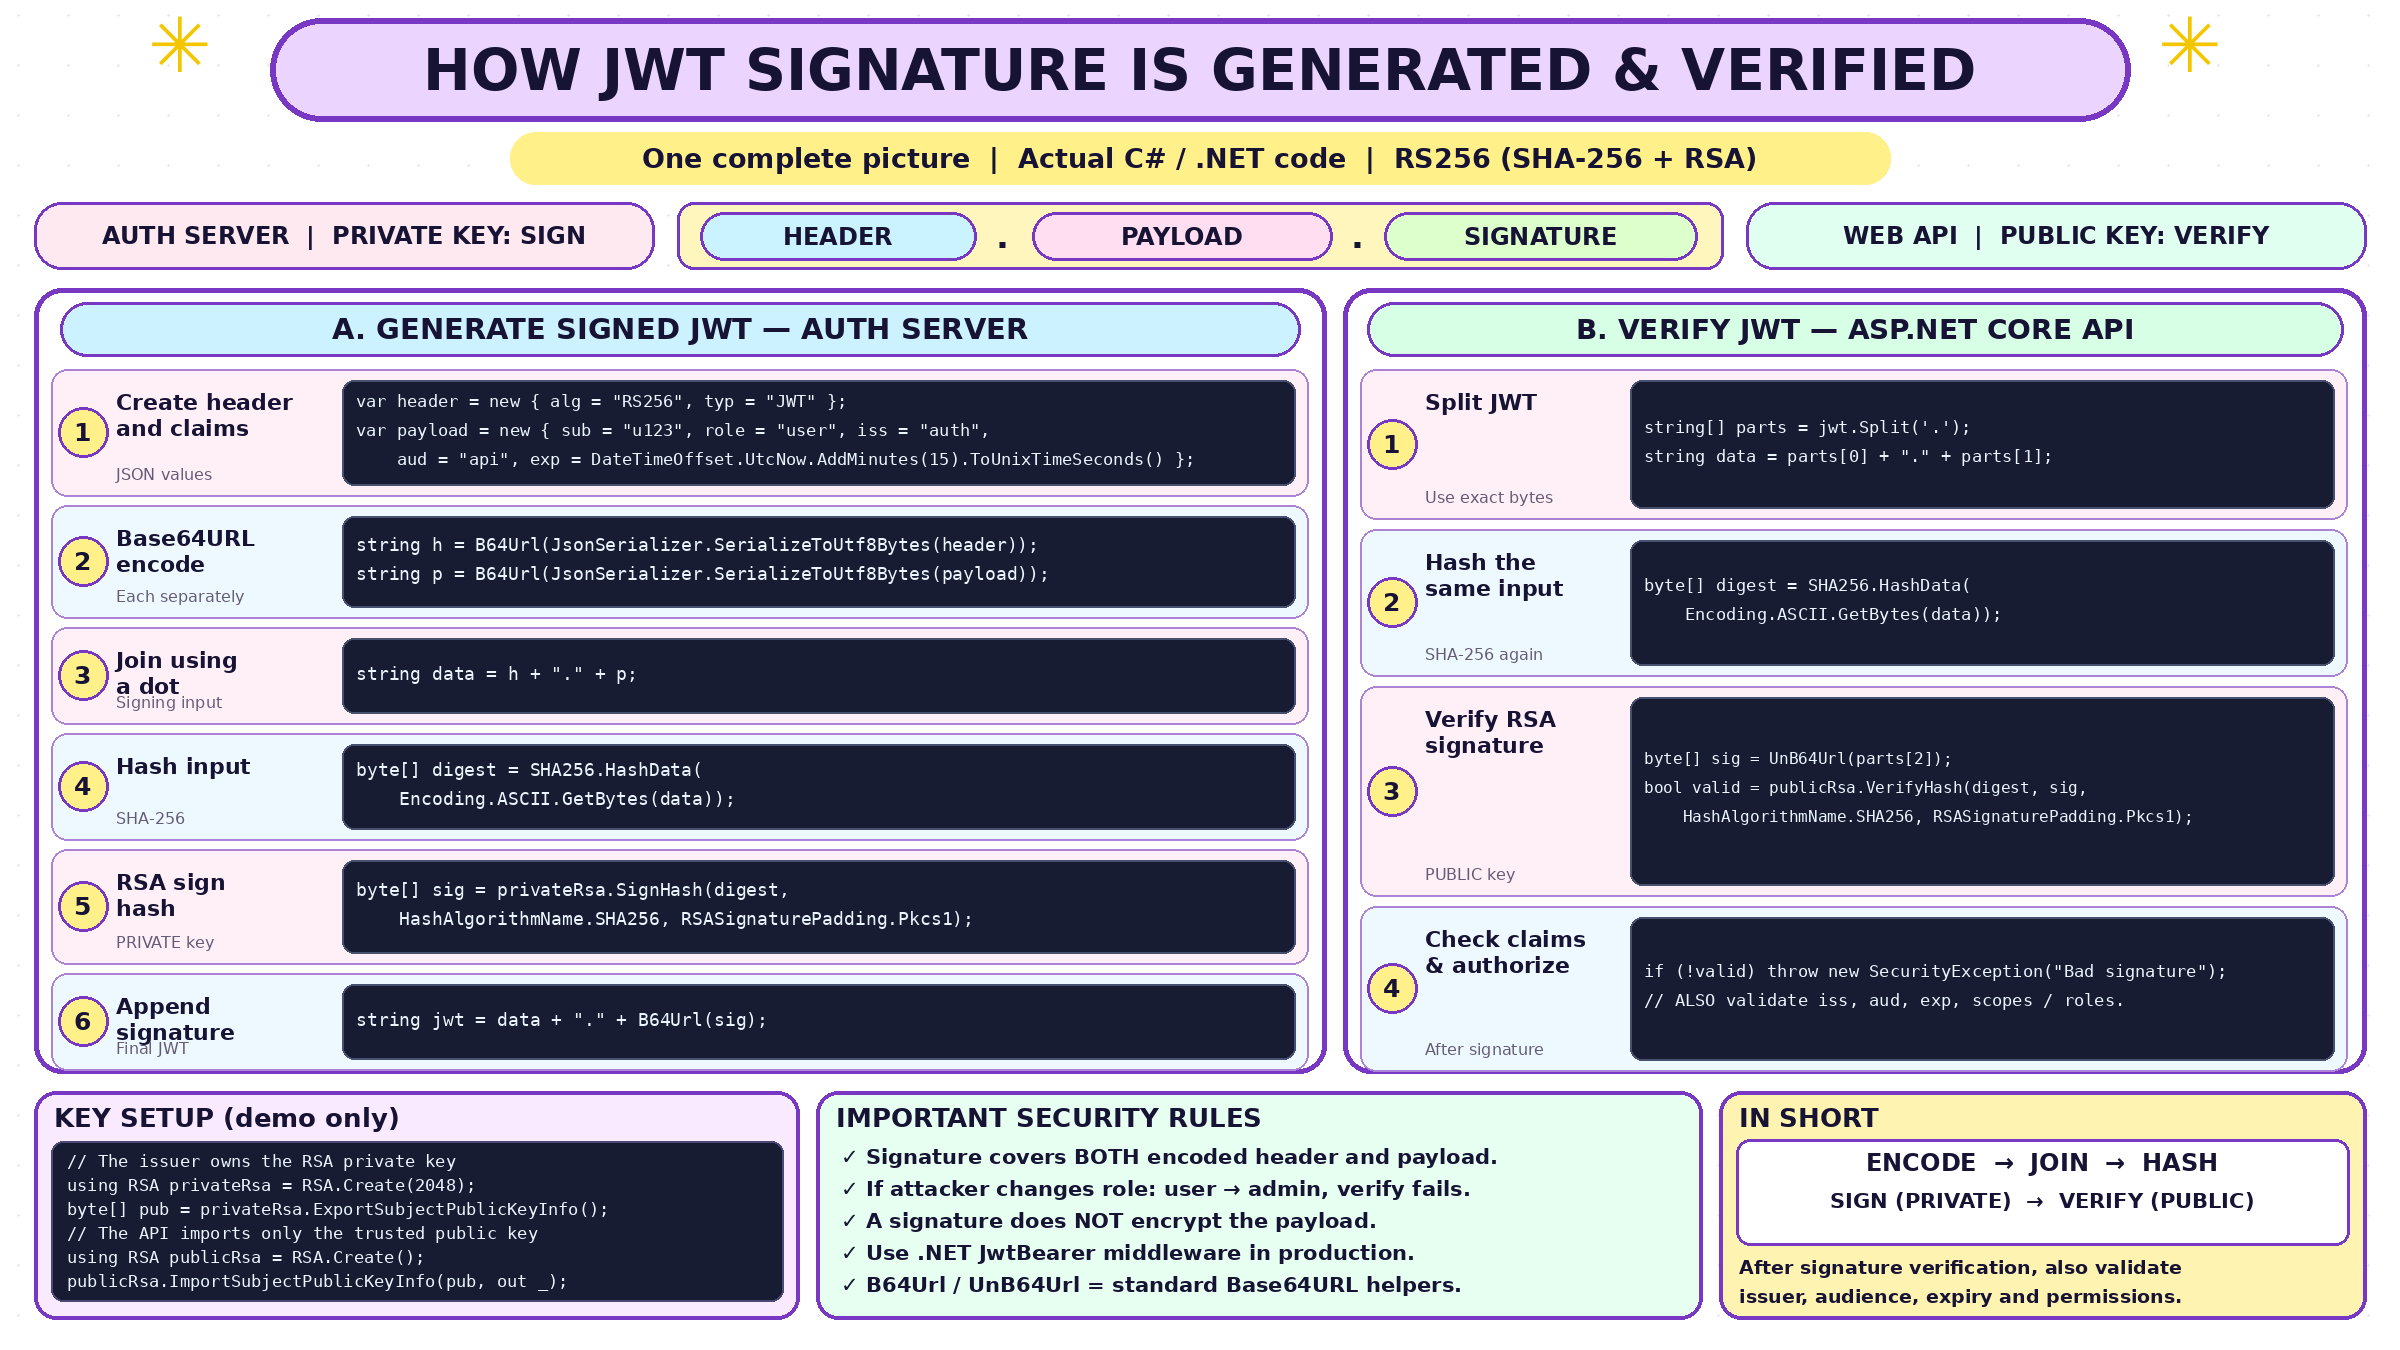 HOW JWT SIGNATURE IS GENERATED & VERIFIED
One complete picture | Actual C# / .NET code | RS256 (SHA-256 + RSA)
AUTH SERVER | PRIVATE KEY: SIGN
HEADER . PAYLOAD . SIGNATURE
WEB API | PUBLIC KEY: VERIFY
A. GENERATE SIGNED JWT — AUTH SERVER
1
Create header
and claims
JSON values
var header = new { alg = "RS256", typ = "JWT" };
var payload = new { sub = "u123", role = "user", iss = "auth",
    aud = "api", exp = DateTimeOffset.UtcNow.AddMinutes(15).ToUnixTimeSeconds() };
2
Base64URL
encode
Each separately
string h = B64Url(JsonSerializer.SerializeToUtf8Bytes(header));
string p = B64Url(JsonSerializer.SerializeToUtf8Bytes(payload));
3
Join using
a dot
Signing input
string data = h + "." + p;
4
Hash input
SHA-256
byte[] digest = SHA256.HashData(
    Encoding.ASCII.GetBytes(data));
5
RSA sign
hash
PRIVATE key
byte[] sig = privateRsa.SignHash(digest,
    HashAlgorithmName.SHA256, RSASignaturePadding.Pkcs1);
6
Append
signature
Final JWT
string jwt = data + "." + B64Url(sig);
B. VERIFY JWT — ASP.NET CORE API
1
Split JWT
Use exact bytes
string[] parts = jwt.Split('.');
string data = parts[0] + "." + parts[1];
2
Hash the
same input
SHA-256 again
byte[] digest = SHA256.HashData(
    Encoding.ASCII.GetBytes(data));
3
Verify RSA
signature
PUBLIC key
byte[] sig = UnB64Url(parts[2]);
bool valid = publicRsa.VerifyHash(digest, sig,
    HashAlgorithmName.SHA256, RSASignaturePadding.Pkcs1);
4
Check claims
& authorize
After signature
if (!valid) throw new SecurityException("Bad signature");
// ALSO validate iss, aud, exp, scopes / roles.
KEY SETUP (demo only)
// The issuer owns the RSA private key
using RSA privateRsa = RSA.Create(2048);
byte[] pub = privateRsa.ExportSubjectPublicKeyInfo();
// The API imports only the trusted public key
using RSA publicRsa = RSA.Create();
publicRsa.ImportSubjectPublicKeyInfo(pub, out _);
IMPORTANT SECURITY RULES
✓ Signature covers BOTH encoded header and payload.
✓ If attacker changes role: user → admin, verify fails.
✓ A signature does NOT encrypt the payload.
✓ Use .NET JwtBearer middleware in production.
✓ B64Url / UnB64Url = standard Base64URL helpers.
IN SHORT
ENCODE → JOIN → HASH
SIGN (PRIVATE) → VERIFY (PUBLIC)
After signature verification, also validate
issuer, audience, expiry and permissions.